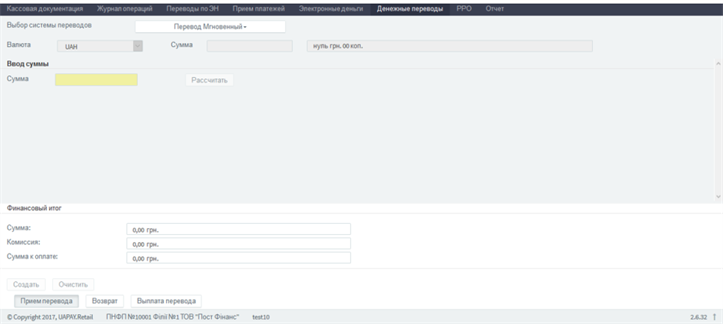 Кассовая документация Журнал операций Переводы по ЭН Прием платежей Электронные деньги Денежные переводы РРО Отчет
Выбор системы переводов Перевод Мгновенный
Валюта UAH Сумма нуль грн. 00 коп.
Ввод суммы
Сумма Рассчитать
Финансовый итог
Сумма: 0,00 грн.
Комиссия: 0,00 грн.
Сумма к оплате: 0,00 грн.
Создать Очистить
Прием перевода Возврат Выплата перевода
© Copyright 2017, UAPAY.Retail ПНФП №10001 Філії №1 ТОВ "Пост Фінанс" test10 2.6.32